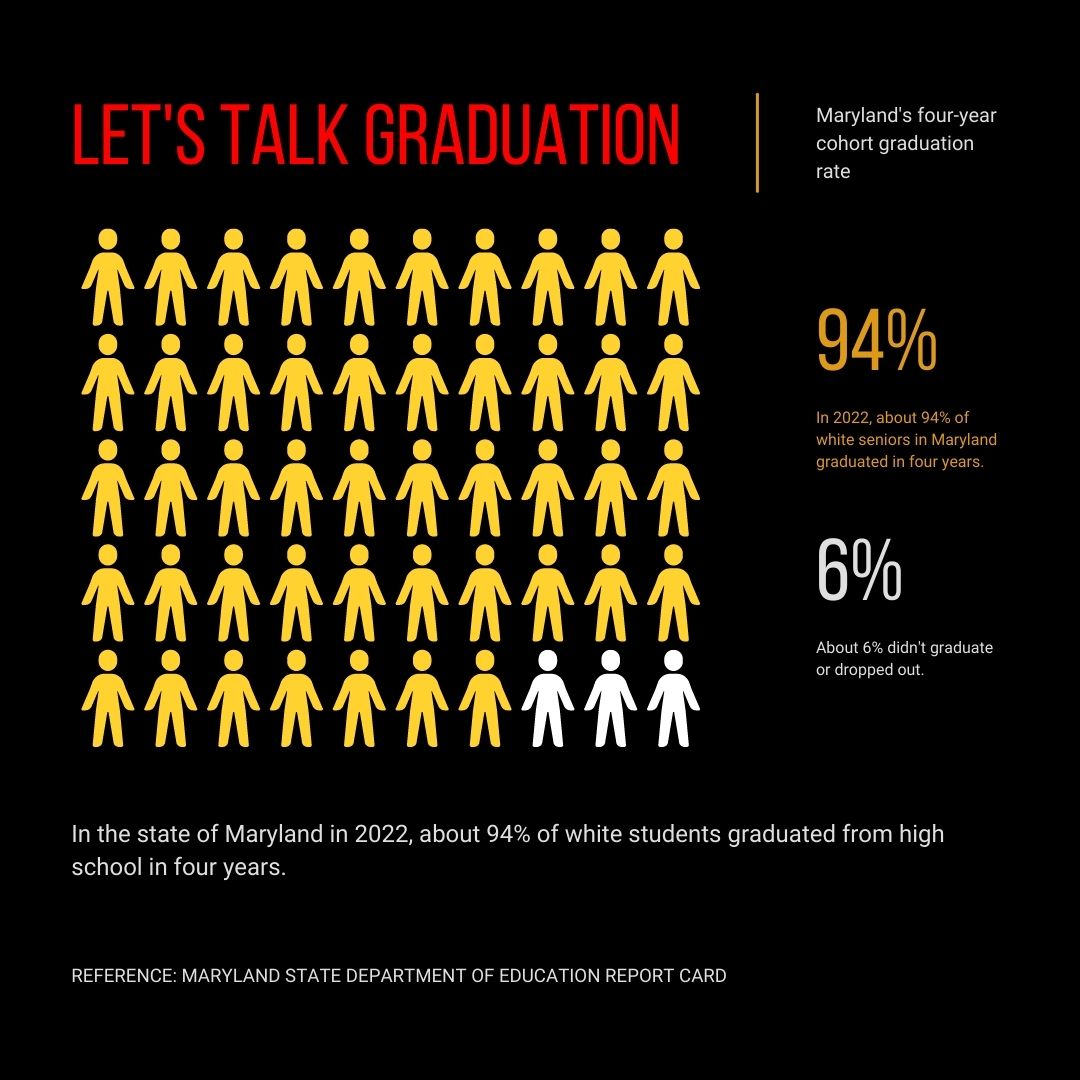 LET'S TALK GRADUATION
Maryland's four-year
cohort graduation
rate
94%
In 2022, about 94% of
white seniors in Maryland
graduated in four years.
6%
About 6% didn't graduate
or dropped out.
In the state of Maryland in 2022, about 94% of white students graduated from high
school in four years.
REFERENCE: MARYLAND STATE DEPARTMENT OF EDUCATION REPORT CARD